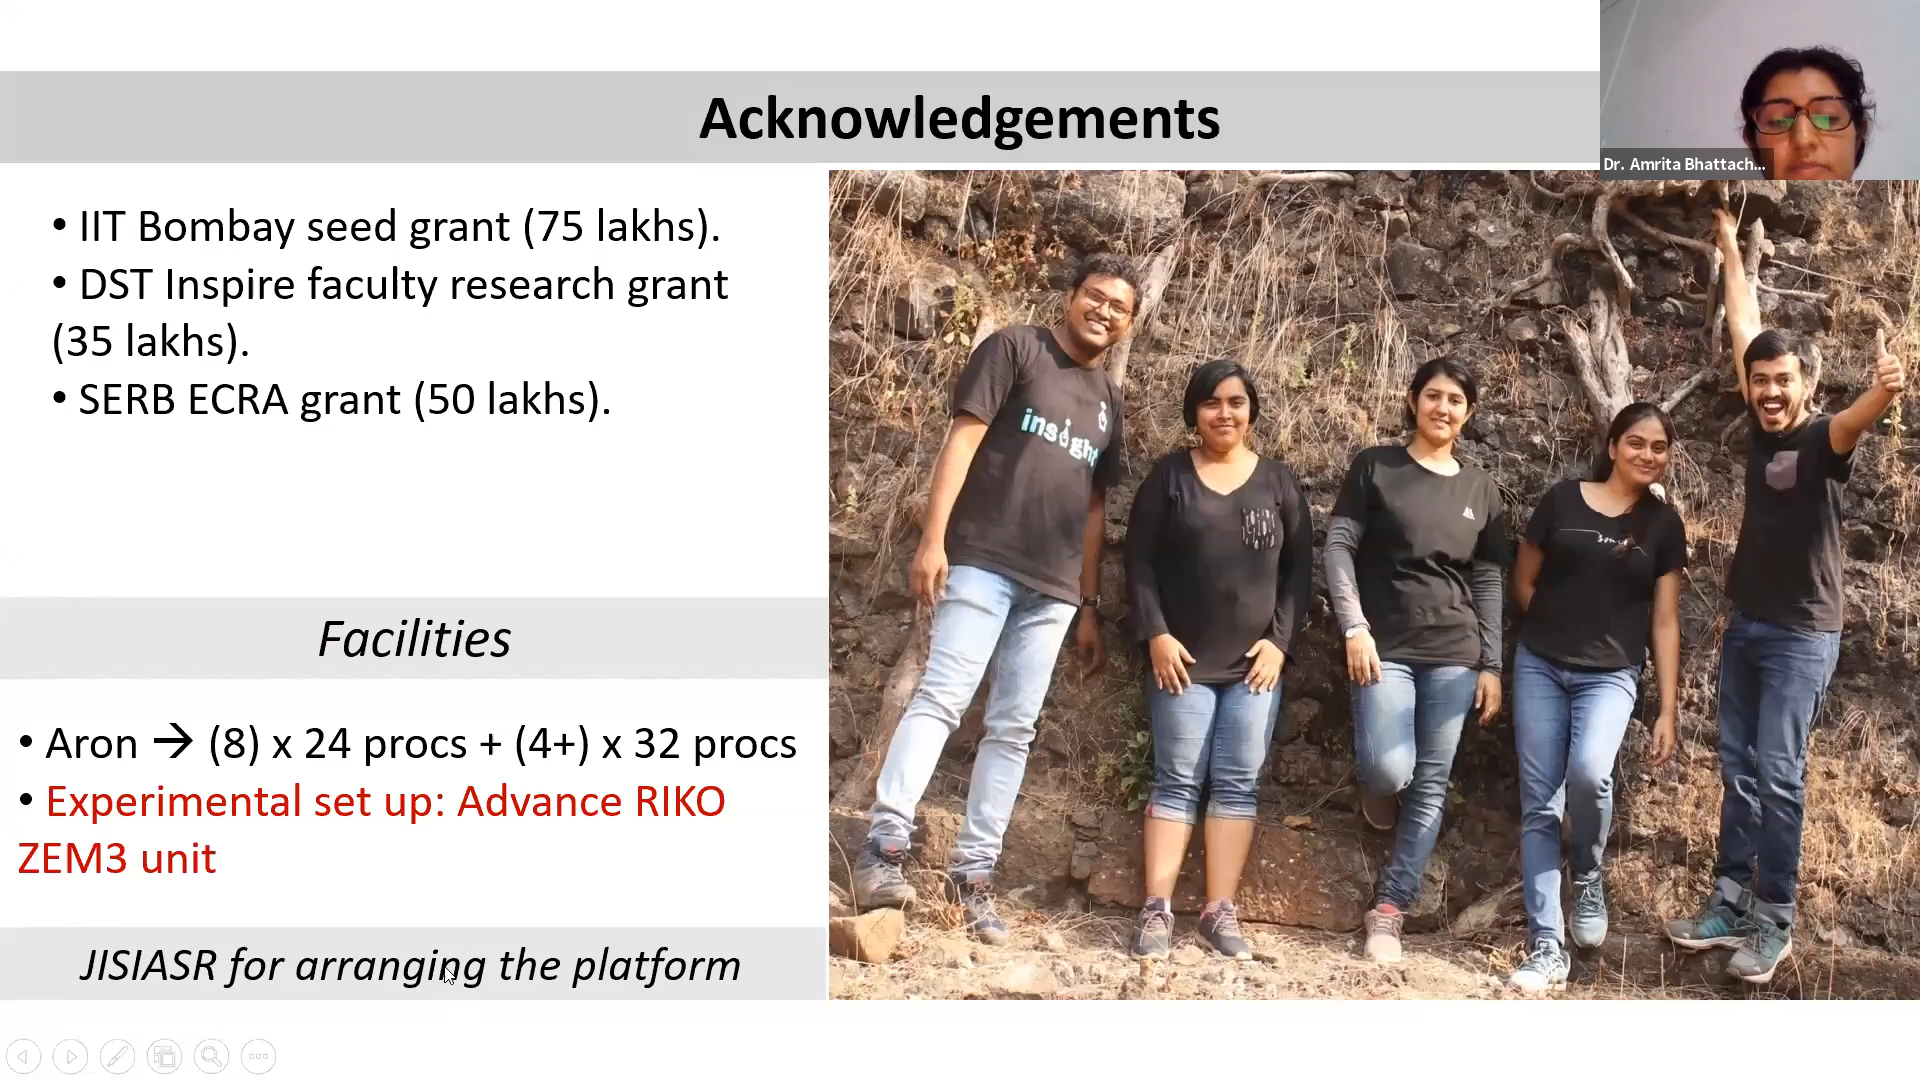 Acknowledgements
Dr. Amrita Bhattach...
• IIT Bombay seed grant (75 lakhs).
• DST Inspire faculty research grant
(35 lakhs).
• SERB ECRA grant (50 lakhs).
insight
Facilities
• Aron → (8) x 24 procs + (4+) x 32 procs
• Experimental set up: Advance RIKO
ZEM3 unit
JISIASR for arranging the platform